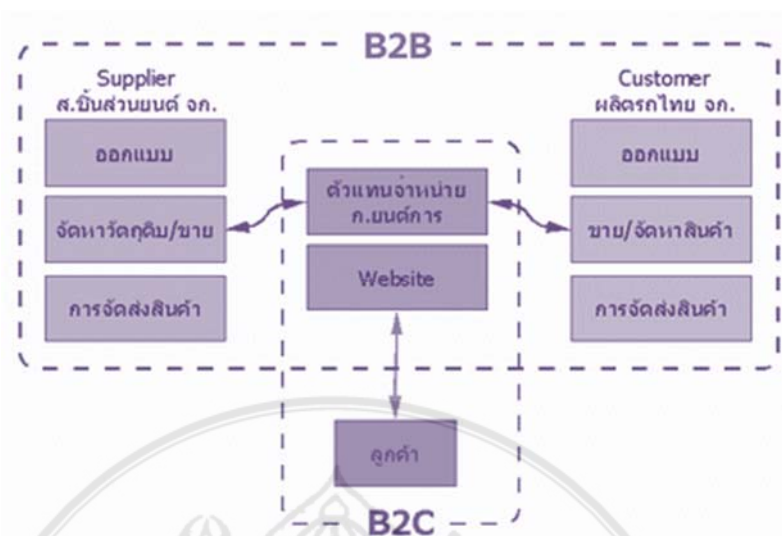 B2B
Supplier
ส.ชิ้นส่วนยนต์ จก.
ออกแบบ
จัดหาวัตถุดิบ/ขาย
การจัดส่งสินค้า
ตัวแทนจำหน่าย
ก.ยนต์การ
Website
Customer
ผลิตรถไทย จก.
ออกแบบ
ขาย/จัดหาสินค้า
การจัดส่งสินค้า
ลูกค้า
B2C